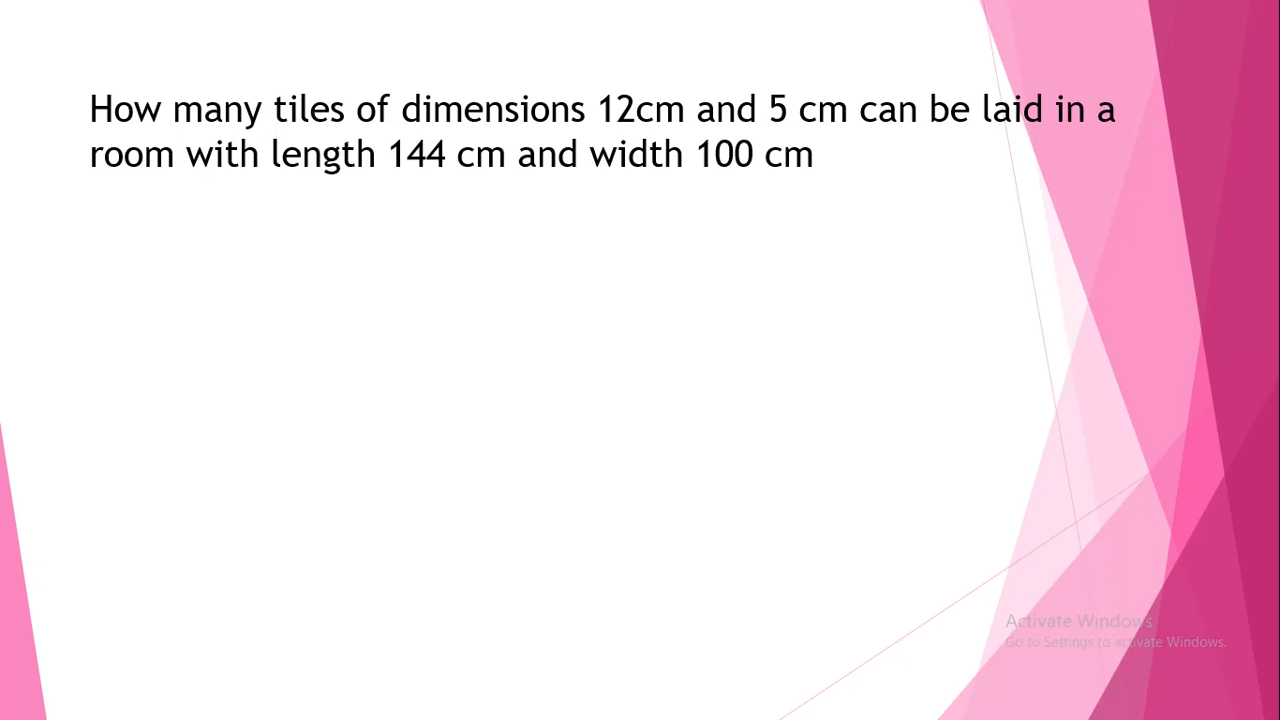 How many tiles of dimensions 12cm and 5 cm can be laid in a
room with length 144 cm and width 100 cm
Activate Windows
Go to Settings to activate Windows.